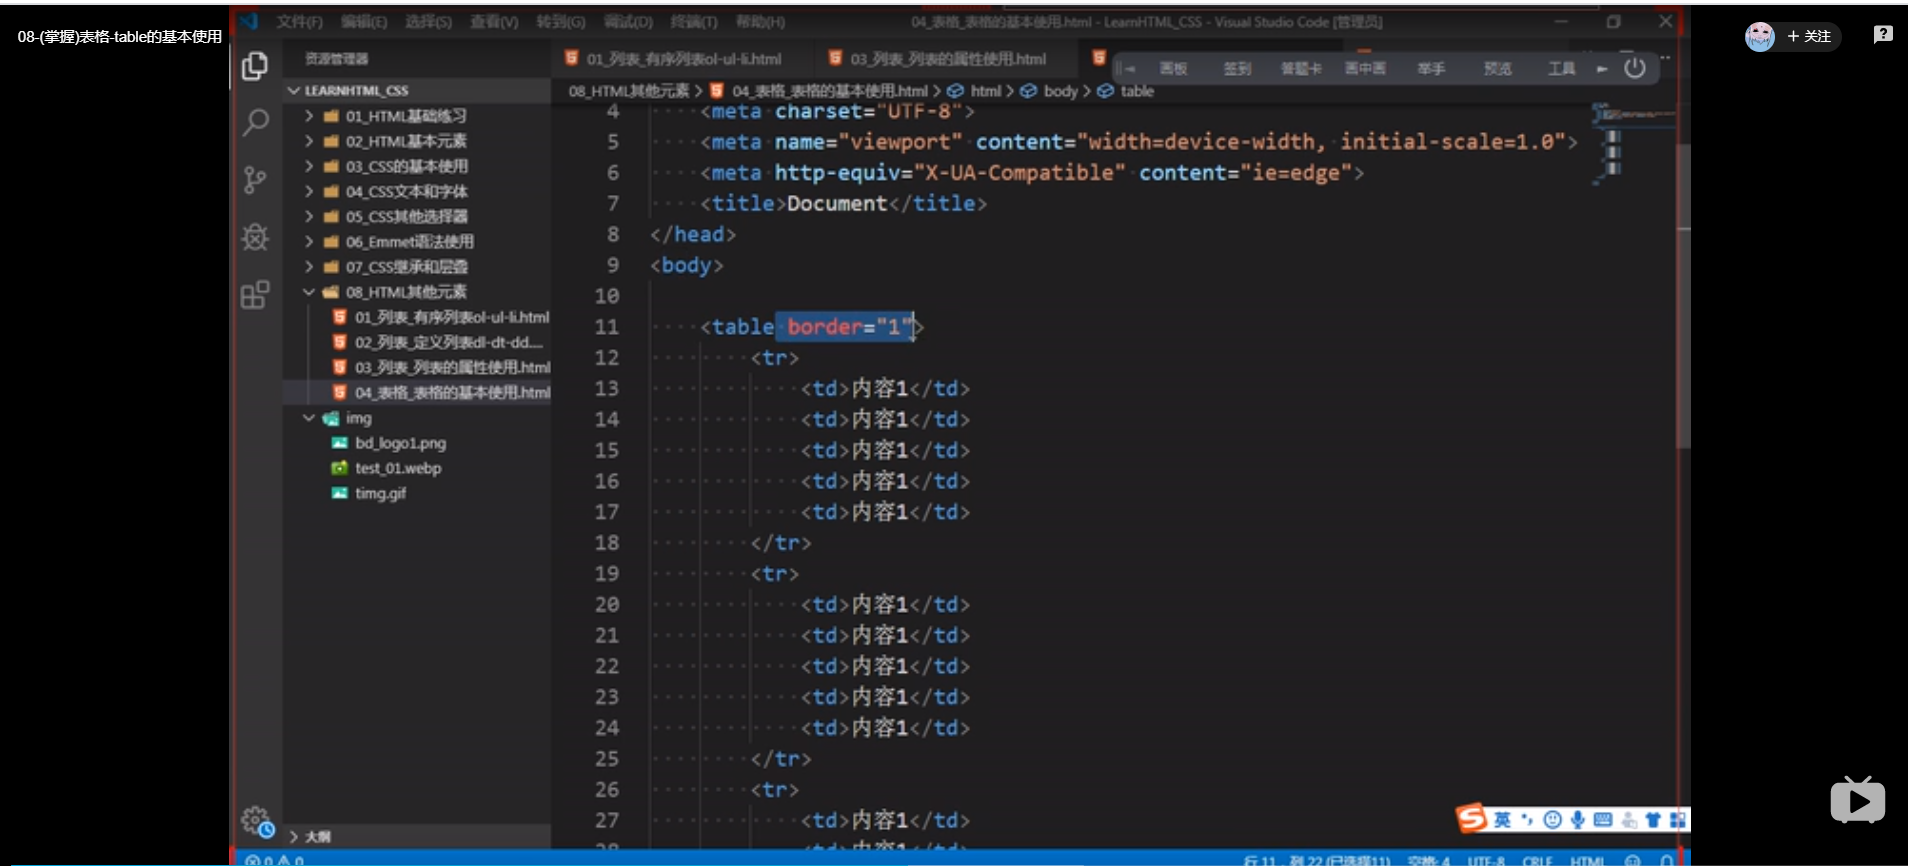 08-(掌握)表格-table的基本使用
文件(F) 编辑(E) 选择(S) 查看(V) 转到(G) 调试(D) 终端(T) 帮助(H) 04_表格_表格的基本使用.html - LearnHTML_CSS - Visual Studio Code [管理员]
+ 关注
资源管理器
01_列表_有序列表ol-ul-li.html 03_列表_列表的属性使用.html
画板 签到 答题卡 画中画 举手 预览 工具
LEARNHTML_CSS
08_HTML其他元素 > 04_表格_表格的基本使用.html > html > body > table
01_HTML基础练习
02_HTML基本元素
03_CSS的基本使用
04_CSS文本和字体
05_CSS其他选择器
06_Emmet语法使用
07_CSS继承和层叠
08_HTML其他元素
01_列表_有序列表ol-ul-li.html
02_列表_定义列表dl-dt-dd....
03_列表_列表的属性使用.html
04_表格_表格的基本使用.html
img
bd_logo1.png
test_01.webp
timg.gif
大纲
4 <meta charset="UTF-8">
5 <meta name="viewport" content="width=device-width, initial-scale=1.0">
6 <meta http-equiv="X-UA-Compatible" content="ie=edge">
7 <title>Document</title>
8 </head>
9 <body>
10
11 <table border="1">
12 <tr>
13 <td>内容1</td>
14 <td>内容1</td>
15 <td>内容1</td>
16 <td>内容1</td>
17 <td>内容1</td>
18 </tr>
19 <tr>
20 <td>内容1</td>
21 <td>内容1</td>
22 <td>内容1</td>
23 <td>内容1</td>
24 <td>内容1</td>
25 </tr>
26 <tr>
27 <td>内容1</td>
28 <td>内容1</td>
英
0 0 行 11，列 22 (已选择11) 空格: 4 UTF-8 CRLF HTML